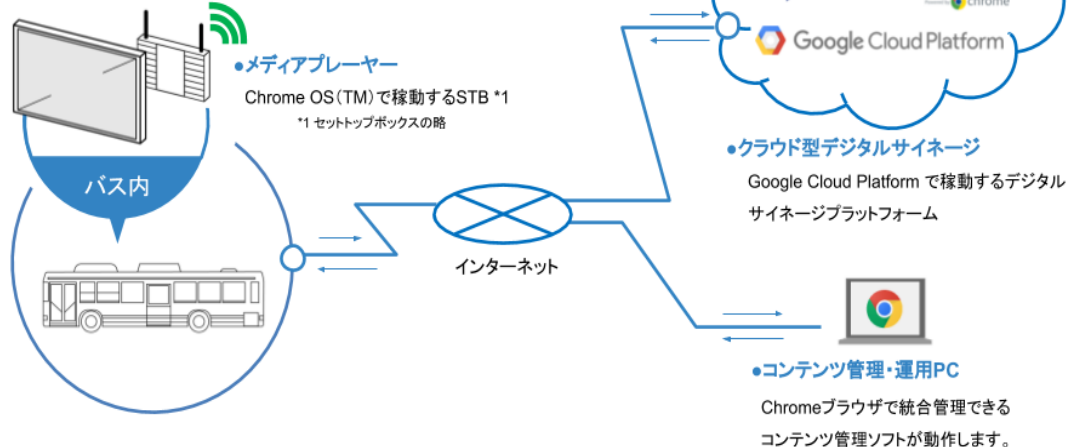 Powered by chrome
Google Cloud Platform
●メディアプレーヤー
Chrome OS(TM)で稼動するSTB *1
*1 セットトップボックスの略
バス内
インターネット
●クラウド型デジタルサイネージ
Google Cloud Platform で稼動するデジタル
サイネージプラットフォーム
●コンテンツ管理・運用PC
Chromeブラウザで統合管理できる
コンテンツ管理ソフトが動作します。